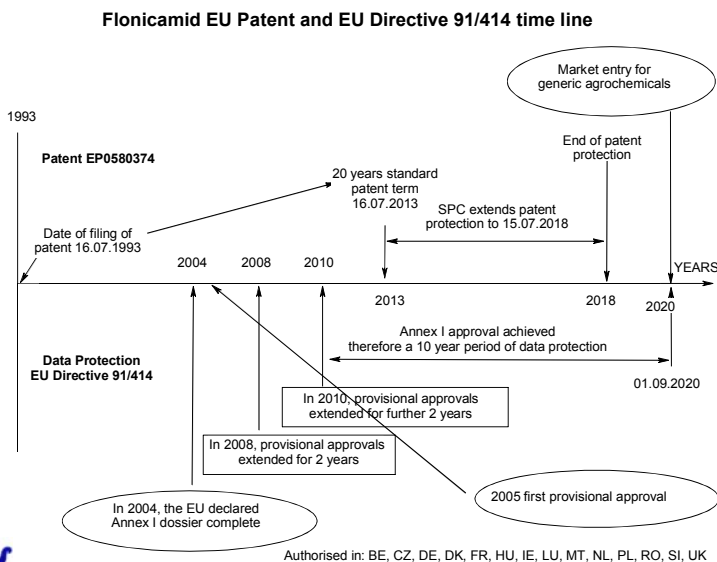 Flonicamid EU Patent and EU Directive 91/414 time line
Market entry for
generic agrochemicals
1993
Patent EP0580374
End of patent
protection
20 years standard
patent term
16.07.2013
SPC extends patent
protection to 15.07.2018
Date of filing of
patent 16.07.1993
2004
2008
2010
YEARS
2013
2018
2020
Annex I approval achieved
therefore a 10 year period of data protection
Data Protection
EU Directive 91/414
01.09.2020
In 2010, provisional approvals
extended for further 2 years
In 2008, provisional approvals
extended for 2 years
2005 first provisional approval
In 2004, the EU declared
Annex I dossier complete
Authorised in: BE, CZ, DE, DK, FR, HU, IE, LU, MT, NL, PL, RO, SI, UK